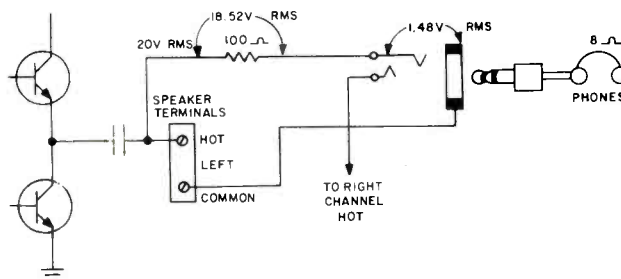 18.52V RMS
20V RMS
100 Ω
1.48V RMS
8 Ω
PHONES
SPEAKER
TERMINALS
HOT
LEFT
COMMON
TO RIGHT
CHANNEL
HOT